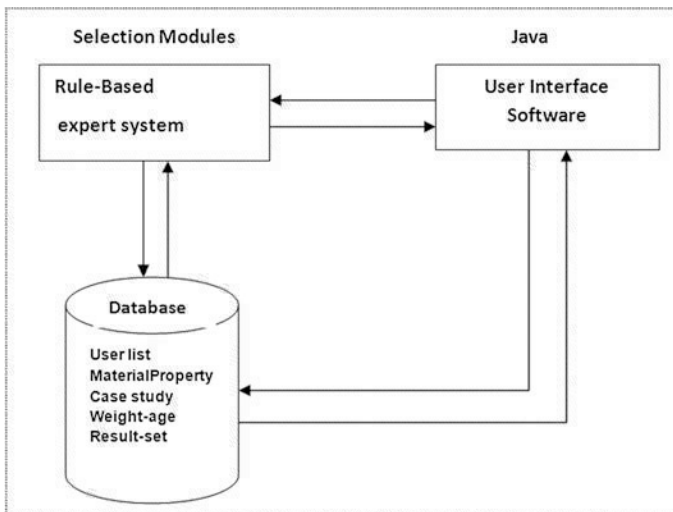 Selection Modules
Java
Rule-Based
expert system
User Interface
Software
Database
User list
MaterialProperty
Case study
Weight-age
Result-set